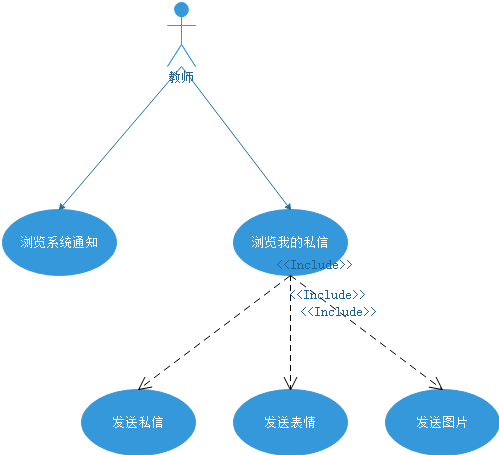 教师
浏览系统通知
浏览我的私信
<<Include>>
<<Include>>
<<Include>>
发送私信
发送表情
发送图片